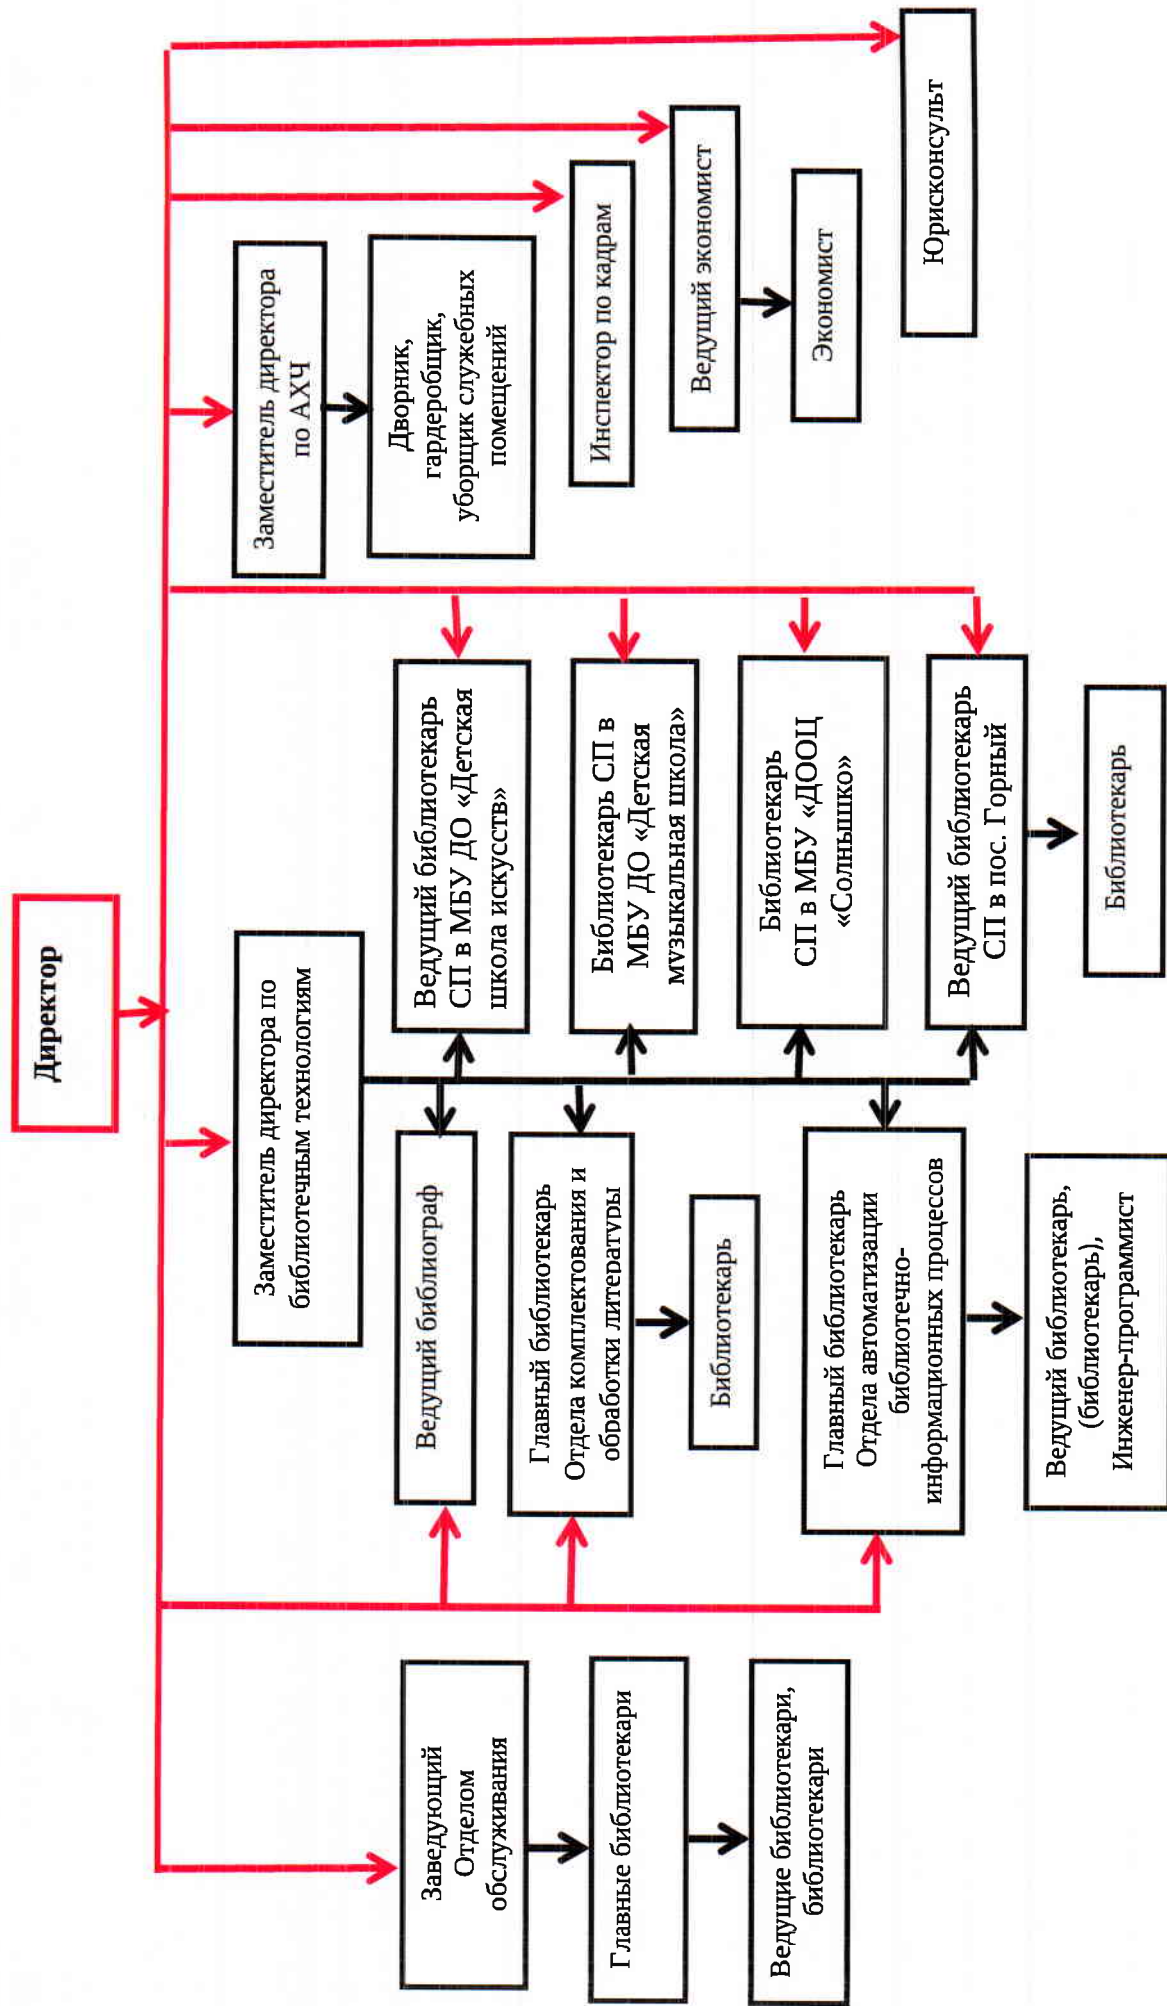 Директор
Заведующий
Отделом
обслуживания
Главные библиотекари
Ведущие библиотекари,
библиотекари
Заместитель директора по
библиотечным технологиям
Ведущий библиограф
Главный библиотекарь
Отдела комплектования и
обработки литературы
Библиотекарь
Главный библиотекарь
Отдела автоматизации
библиотечно-
информационных процессов
Ведущий библиотекарь,
(библиотекарь),
Инженер-программист
Ведущий библиотекарь
СП в МБУ ДО «Детская
школа искусств»
Библиотекарь СП в
МБУ ДО «Детская
музыкальная школа»
Библиотекарь
СП в МБУ «ДООЦ
«Солнышко»
Ведущий библиотекарь
СП в пос. Горный
Библиотекарь
Заместитель директора
по АХЧ
Дворник,
гардеробщик,
уборщик служебных
помещений
Инспектор по кадрам
Ведущий экономист
Экономист
Юрисконсульт